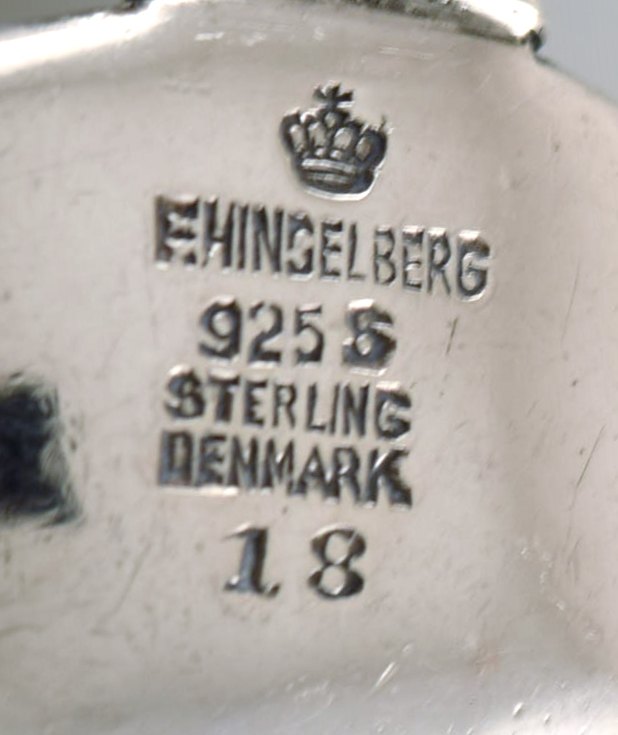 F.HINGELBERG
925 S
STERLING
DENMARK
18